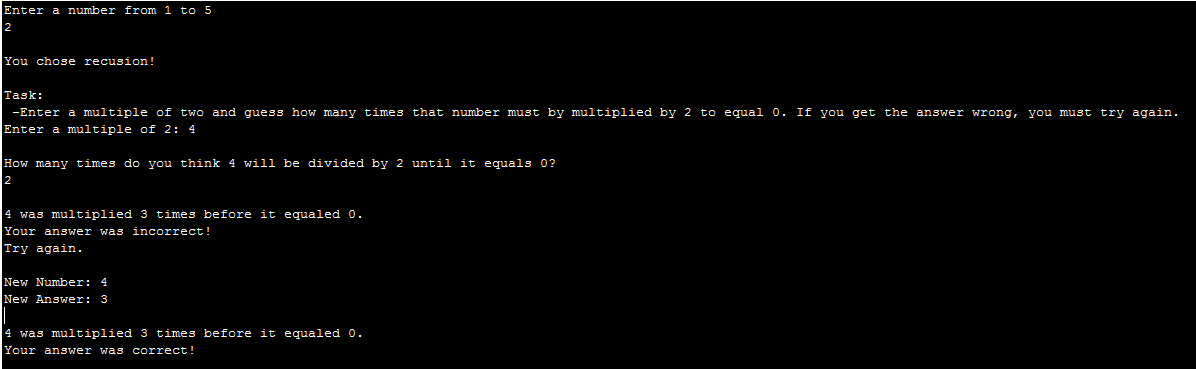 Enter a number from 1 to 5
2
You chose recusion!
Task:
-Enter a multiple of two and guess how many times that number must by multiplied by 2 to equal 0. If you get the answer wrong, you must try again.
Enter a multiple of 2: 4
How many times do you think 4 will be divided by 2 until it equals 0?
2
4 was multiplied 3 times before it equaled 0.
Your answer was incorrect!
Try again.
New Number: 4
New Answer: 3
4 was multiplied 3 times before it equaled 0.
Your answer was correct!